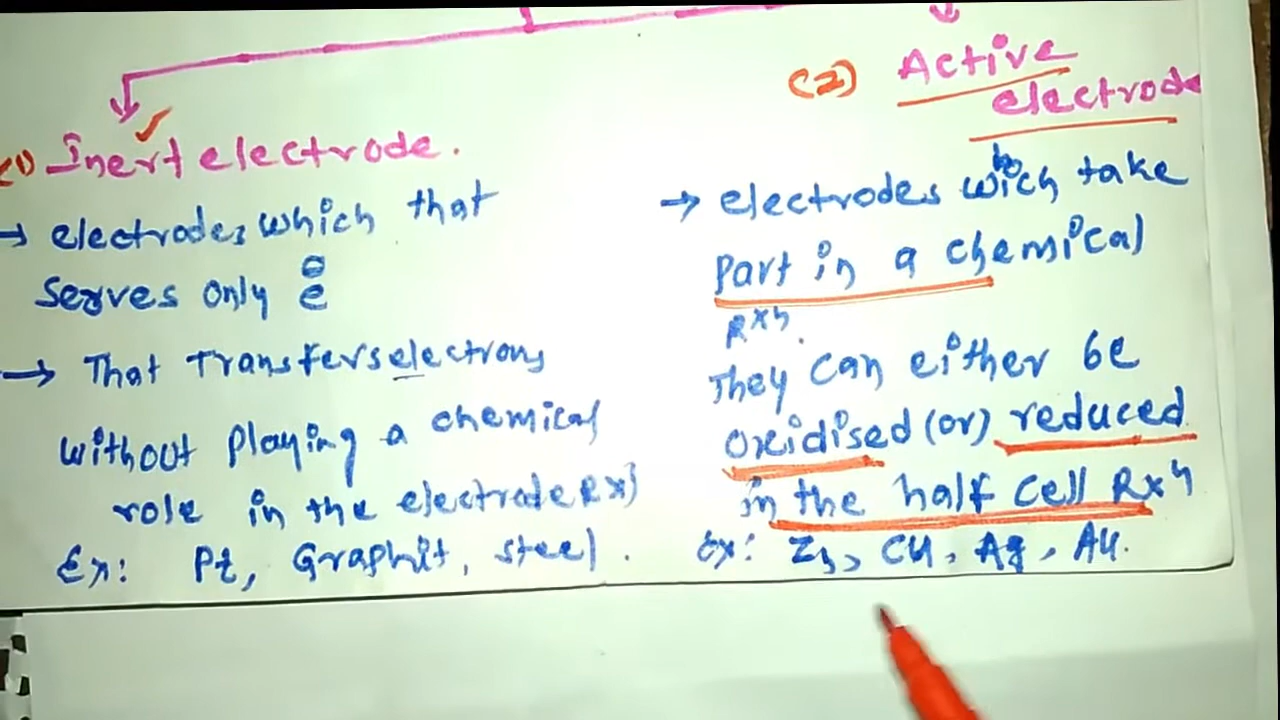 (1) Inert electrode.
→ electrodes which that
serves only e⊖
→ That Transfers electrons
without playing a chemical
role in the electrode Rxn
Ex: Pt, Graphit, steel.
(2) Active
electrode
→ electrodes wich take
Part in a chemical
Rxn.
They can either be
oxidised (or) reduced
in the half cell Rxn
Ex: Zn, Cu, Ag, Au.